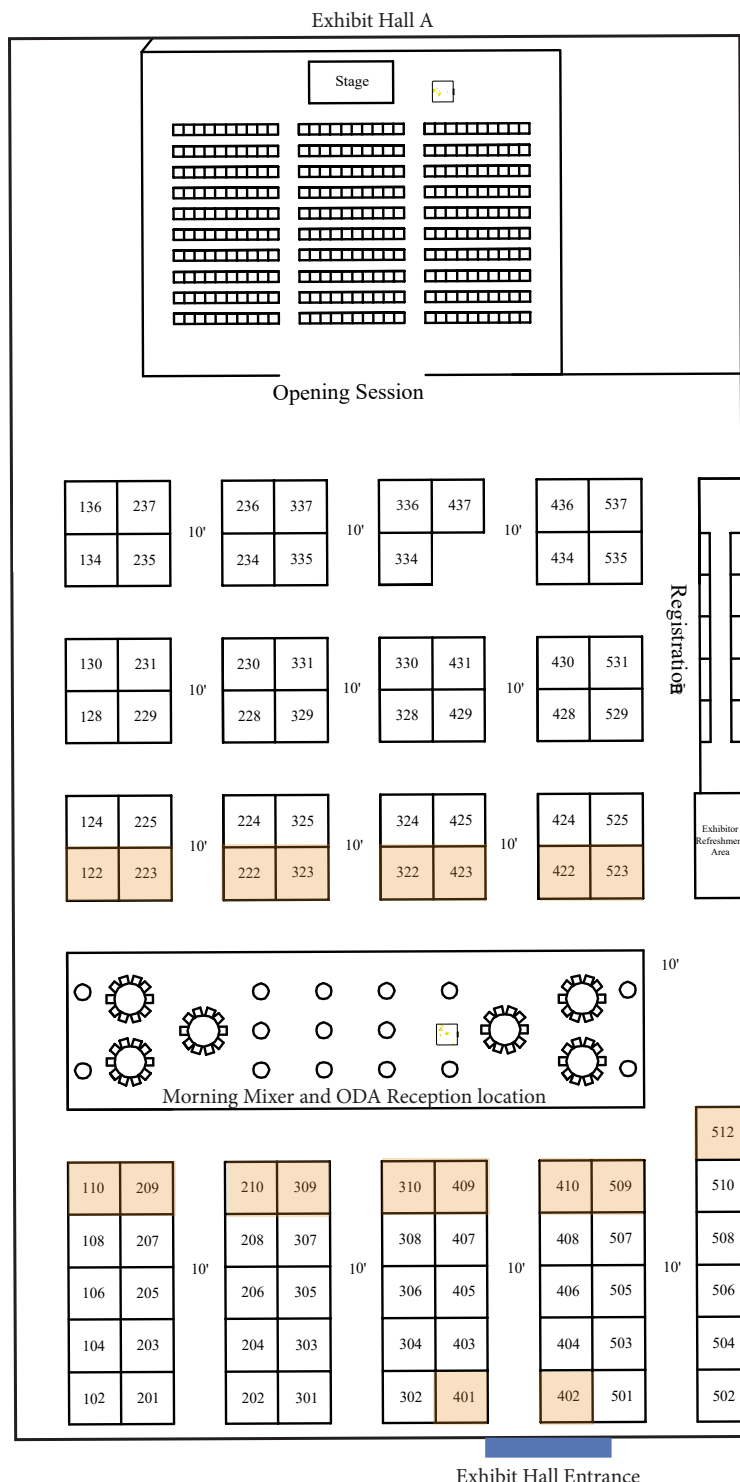 Exhibit Hall A
Stage
Opening Session
136 237 236 337 336 437 436 537
10' 10' 10'
134 235 234 335 334 434 535
Registration
130 231 230 331 330 431 430 531
10' 10' 10'
128 229 228 329 328 429 428 529
124 225 224 325 324 425 424 525
10' 10' 10'
Exhibitor
Refreshmen
Area
122 223 222 323 322 423 422 523
10'
Morning Mixer and ODA Reception location
512
110 209 210 309 310 409 410 509 510
108 207 208 307 308 407 408 507 508
10' 10' 10' 10'
106 205 206 305 306 405 406 505 506
104 203 204 303 304 403 404 503 504
102 201 202 301 302 401 402 501 502
Exhibit Hall Entrance